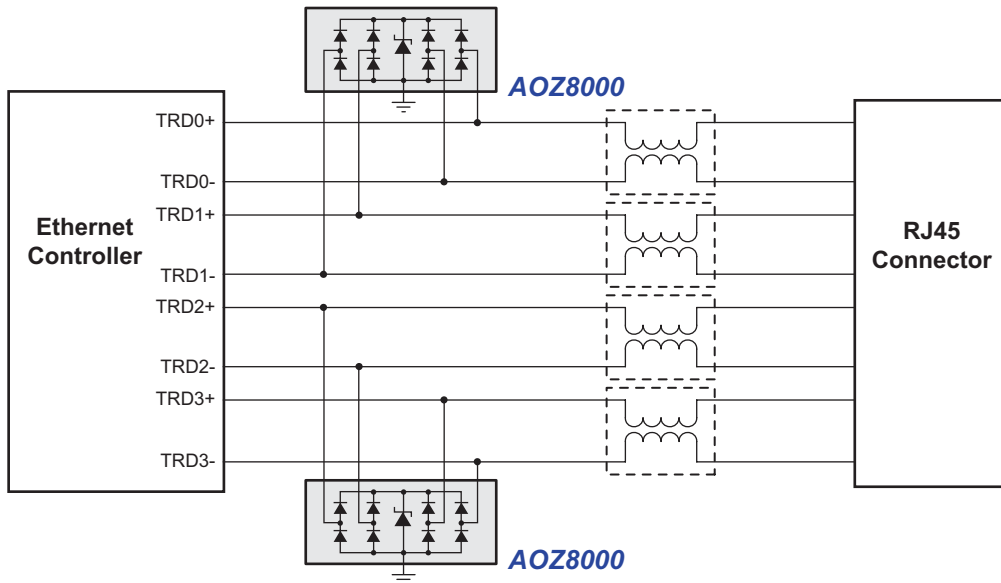 AOZ8000
Ethernet
Controller
TRD0+
TRD0-
TRD1+
TRD1-
TRD2+
TRD2-
TRD3+
TRD3-
RJ45
Connector
AOZ8000